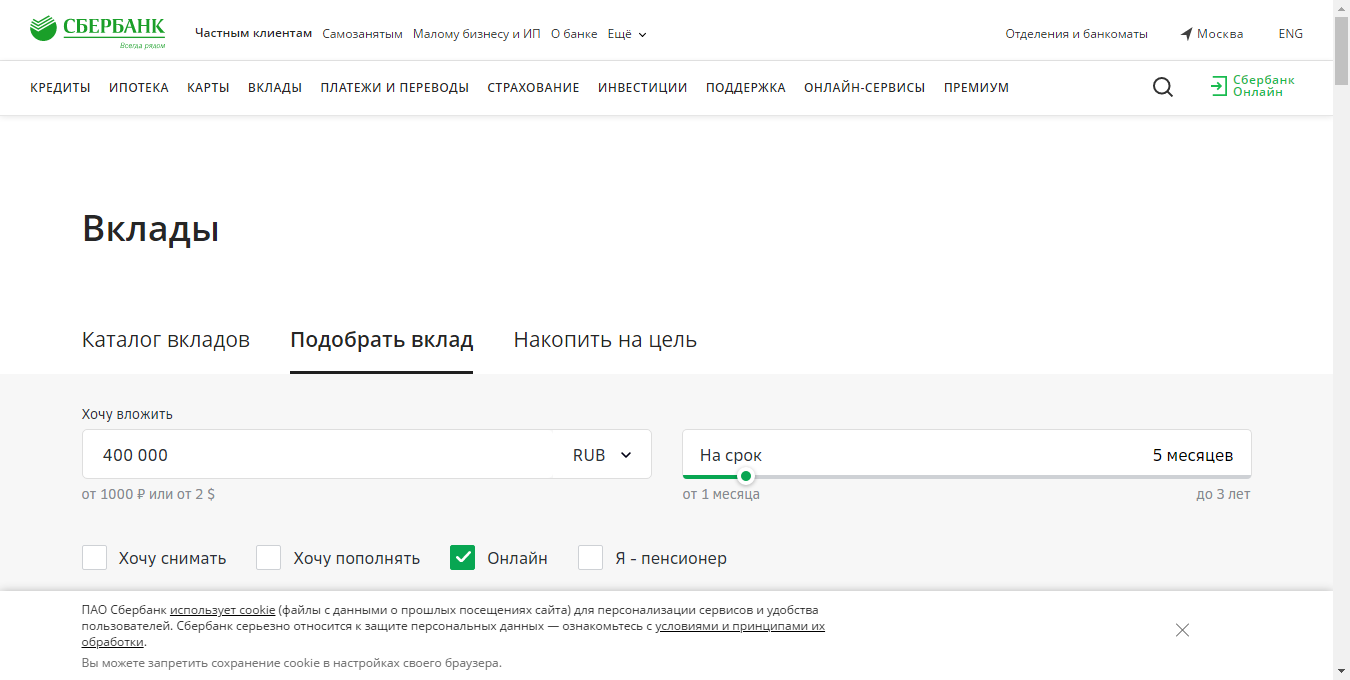 СБЕРБАНК
Всегда рядом
Частным клиентам Самозанятым Малому бизнесу и ИП О банке Ещё
Отделения и банкоматы Москва ENG
КРЕДИТЫ ИПОТЕКА КАРТЫ ВКЛАДЫ ПЛАТЕЖИ И ПЕРЕВОДЫ СТРАХОВАНИЕ ИНВЕСТИЦИИ ПОДДЕРЖКА ОНЛАЙН-СЕРВИСЫ ПРЕМИУМ
Сбербанк
Онлайн
Вклады
Каталог вкладов Подобрать вклад Накопить на цель
Хочу вложить
400 000 RUB
На срок 5 месяцев
от 1000 ₽ или от 2 $
от 1 месяца до 3 лет
Хочу снимать Хочу пополнять Онлайн Я - пенсионер
ПАО Сбербанк использует cookie (файлы с данными о прошлых посещениях сайта) для персонализации сервисов и удобства
пользователей. Сбербанк серьезно относится к защите персональных данных — ознакомьтесь с условиями и принципами их
обработки.
Вы можете запретить сохранение cookie в настройках своего браузера.